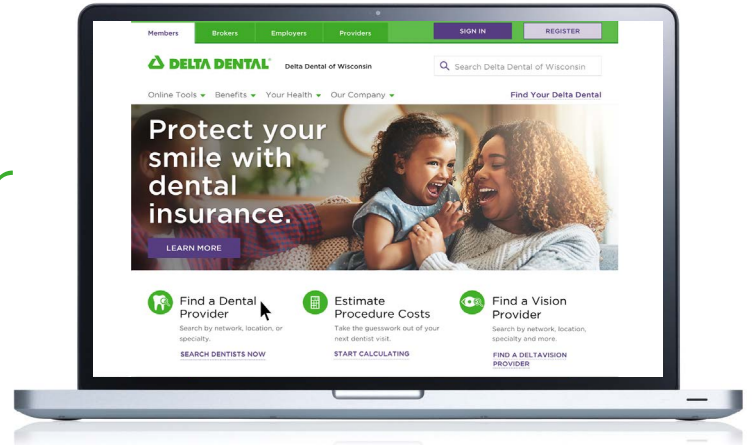 Members Brokers Employers Providers SIGN IN REGISTER
DELTA DENTAL® Delta Dental of Wisconsin Search Delta Dental of Wisconsin
Online Tools Benefits Your Health Our Company Find Your Delta Dental
Protect your
smile with
dental
insurance.
LEARN MORE
Find a Dental
Provider
Search by network, location, or
specialty.
SEARCH DENTISTS NOW
Estimate
Procedure Costs
Take the guesswork out of your
next dentist visit.
START CALCULATING
Find a Vision
Provider
Search by network, location,
specialty and more.
FIND A DELTAVISION
PROVIDER